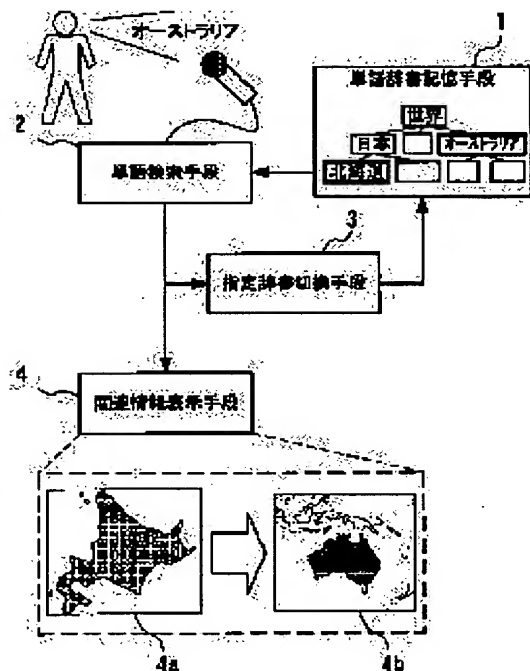 オーストラリア
1
単語辞書記憶手段
世界
日本
オーストラリア
2
単語検索手段
3
指定辞書切換手段
4
関連情報表示手段
4a
4b